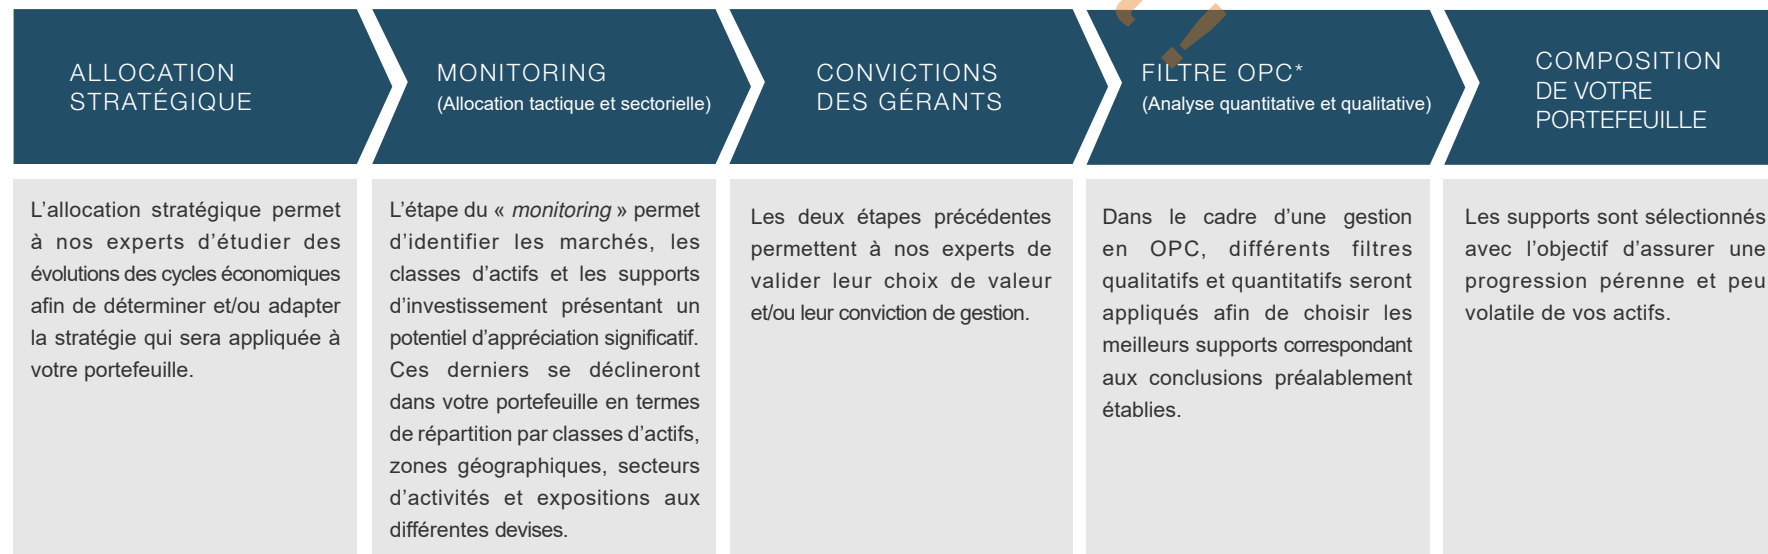 ALLOCATION
STRATÉGIQUE
MONITORING
(Allocation tactique et sectorielle)
CONVICTIONS
DES GÉRANTS
FILTRE OPC*
(Analyse quantitative et qualitative)
COMPOSITION
DE VOTRE
PORTEFEUILLE
L’allocation stratégique permet
à nos experts d’étudier des
évolutions des cycles économiques
afin de déterminer et/ou adapter
la stratégie qui sera appliquée à
votre portefeuille.
L’étape du « monitoring » permet
d’identifier les marchés, les
classes d’actifs et les supports
d’investissement présentant un
potentiel d’appréciation significatif.
Ces derniers se déclineront
dans votre portefeuille en termes
de répartition par classes d’actifs,
zones géographiques, secteurs
d’activités et expositions aux
différentes devises.
Les deux étapes précédentes
permettent à nos experts de
valider leur choix de valeur
et/ou leur conviction de gestion.
Dans le cadre d’une gestion
en OPC, différents filtres
qualitatifs et quantitatifs seront
appliqués afin de choisir les
meilleurs supports correspondant
aux conclusions préalablement
établies.
Les supports sont sélectionnés
avec l’objectif d’assurer une
progression pérenne et peu
volatile de vos actifs.